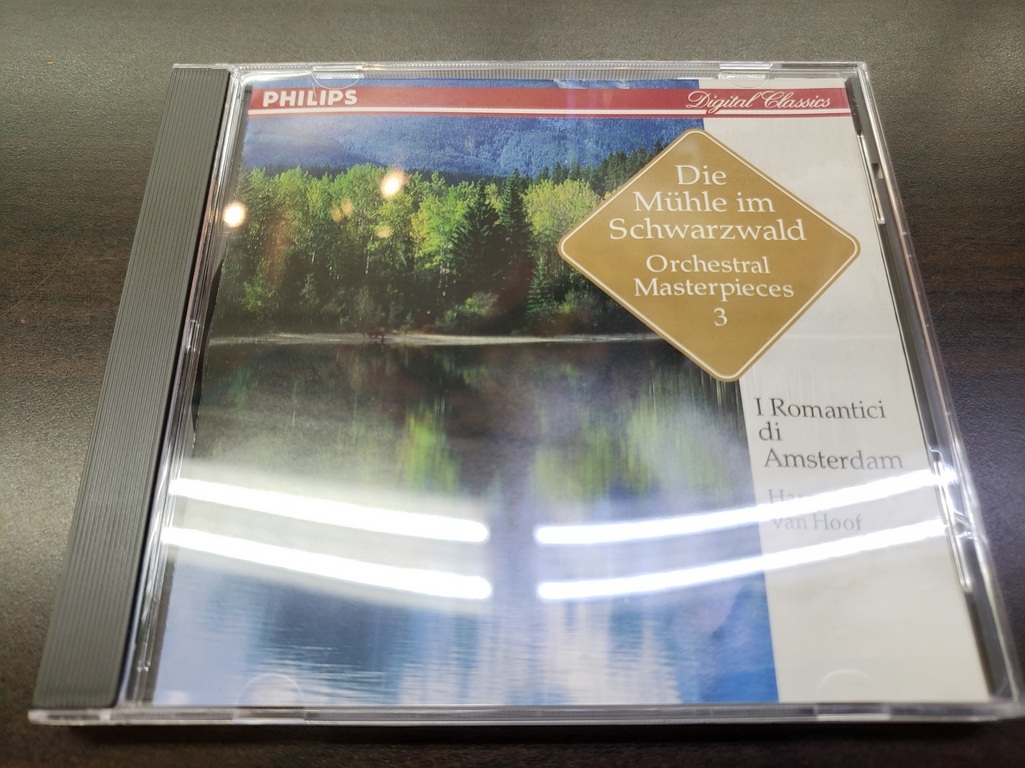 PHILIPS
Digital Classics
Die
Mühle im
Schwarzwald
Orchestral
Masterpieces
3
I Romantici
di
Amsterdam
van Hoof